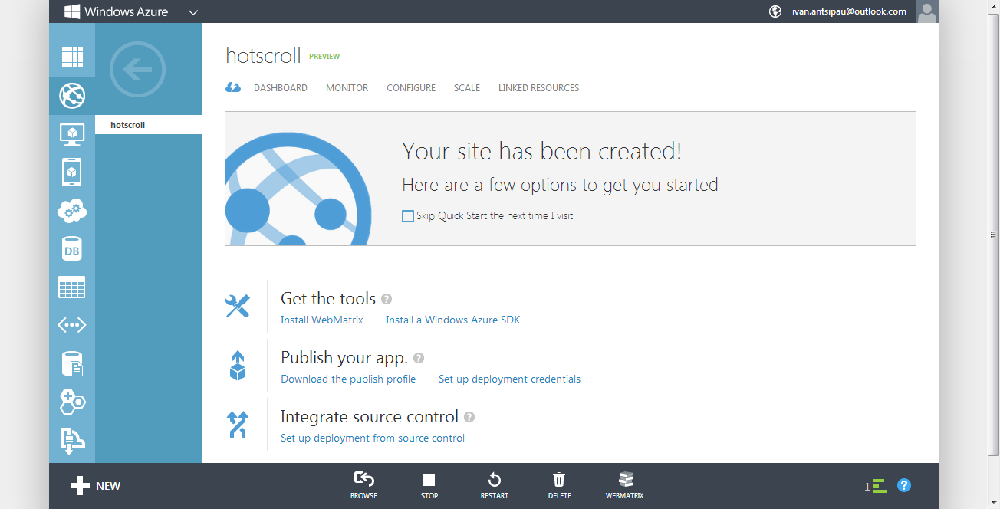 Windows Azure
ivan.antsipau@outlook.com
hotscroll PREVIEW
DASHBOARD MONITOR CONFIGURE SCALE LINKED RESOURCES
hotscroll
Your site has been created!
Here are a few options to get you started
Skip Quick Start the next time I visit
DB
Get the tools ?
Install WebMatrix Install a Windows Azure SDK
Publish your app. ?
Download the publish profile Set up deployment credentials
Integrate source control ?
Set up deployment from source control
NEW
BROWSE STOP RESTART DELETE WEBMATRIX
1 ?